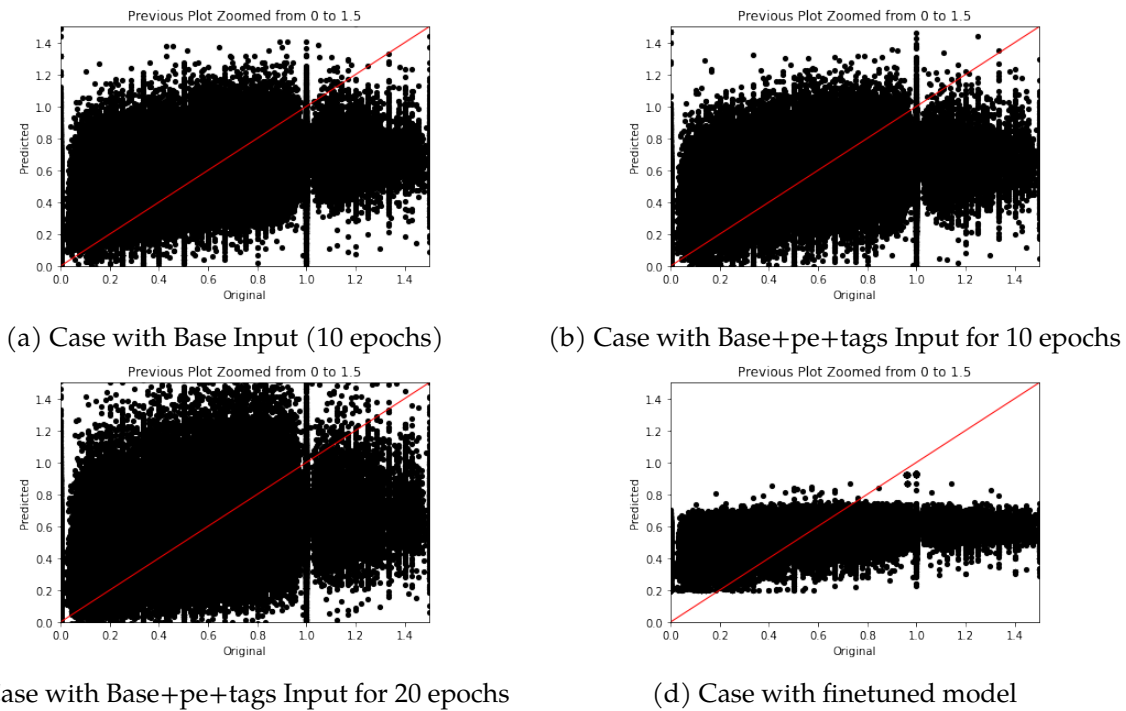 Previous Plot Zoomed from 0 to 1.5
Previous Plot Zoomed from 0 to 1.5
1.4
1.2
1.0
0.8
0.6
0.4
0.2
0.0
Predicted
0.0 0.2 0.4 0.6 0.8 1.0 1.2 1.4
Original
1.4
1.2
1.0
0.8
0.6
0.4
0.2
0.0
Predicted
0.0 0.2 0.4 0.6 0.8 1.0 1.2 1.4
Original
(a) Case with Base Input (10 epochs)
(b) Case with Base+pe+tags Input for 10 epochs
Previous Plot Zoomed from 0 to 1.5
Previous Plot Zoomed from 0 to 1.5
1.4
1.2
1.0
0.8
0.6
0.4
0.2
0.0
Predicted
0.0 0.2 0.4 0.6 0.8 1.0 1.2 1.4
Original
1.4
1.2
1.0
0.8
0.6
0.4
0.2
0.0
Predicted
0.0 0.2 0.4 0.6 0.8 1.0 1.2 1.4
Original
ase with Base+pe+tags Input for 20 epochs
(d) Case with finetuned model